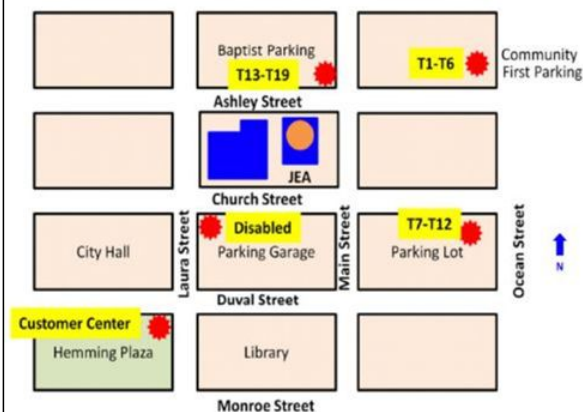 Baptist Parking
T13-T19
T1-T6
Community
First Parking
Ashley Street
JEA
Church Street
Laura Street
Main Street
Ocean Street
City Hall
Disabled
Parking Garage
T7-T12
Parking Lot
N
Duval Street
Customer Center
Hemming Plaza
Library
Monroe Street